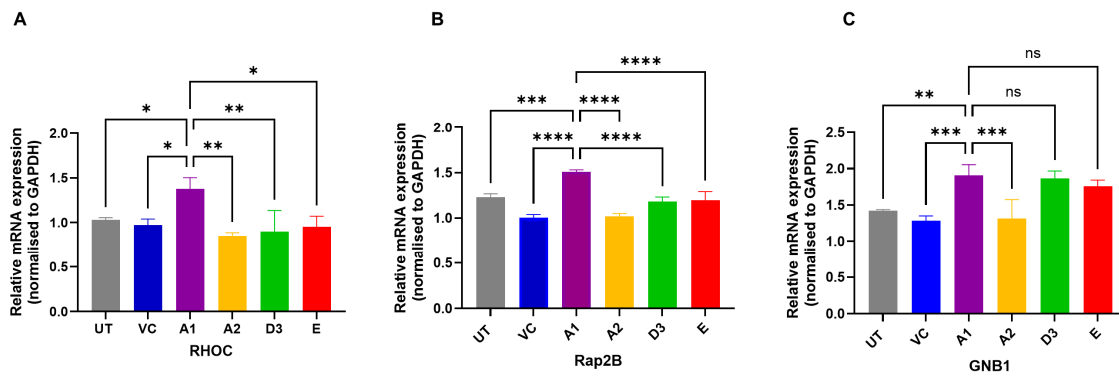 A
Relative mRNA expression
(normalised to GAPDH)
2.0
1.5
1.0
0.5
0.0
*
*
**
*
**
UT VC A1 A2 D3 E
RHOC
B
Relative mRNA expression
(normalised to GAPDH)
2.0
1.5
1.0
0.5
0.0
****
*** ****
**** ****
UT VC A1 A2 D3 E
Rap2B
C
Relative mRNA expression
(normalised to GAPDH)
2.5
2.0
1.5
1.0
0.5
0.0
ns
** ns
*** ***
UT VC A1 A2 D3 E
GNB1